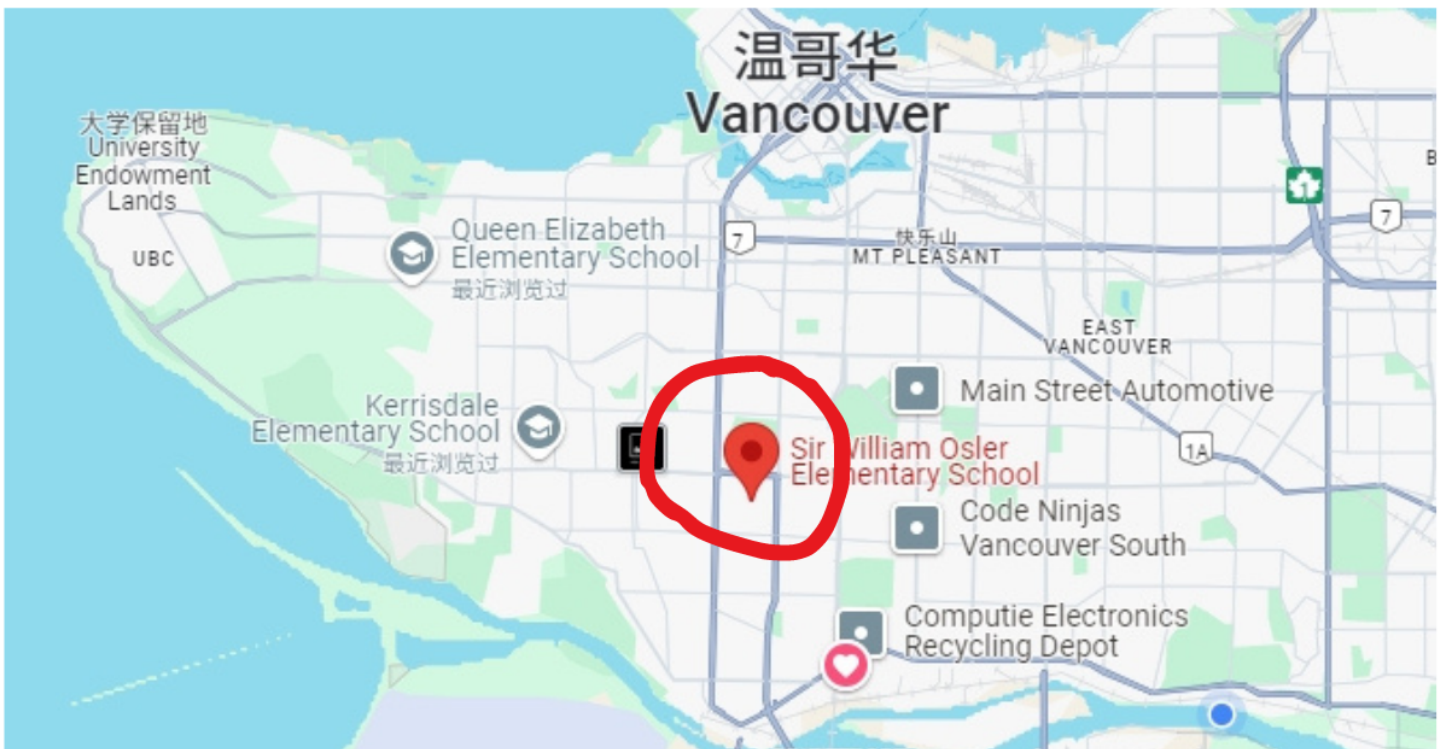 温哥华
Vancouver
大学保留地
University
Endowment
Lands
UBC
Queen Elizabeth
Elementary School
最近浏览过
7
快乐山
MT PLEASANT
1
7
B
EAST
VANCOUVER
Main Street Automotive
Kerrisdale
Elementary School
最近浏览过
Sir William Osler
Elementary School
1A
Code Ninjas
Vancouver South
Computie Electronics
Recycling Depot